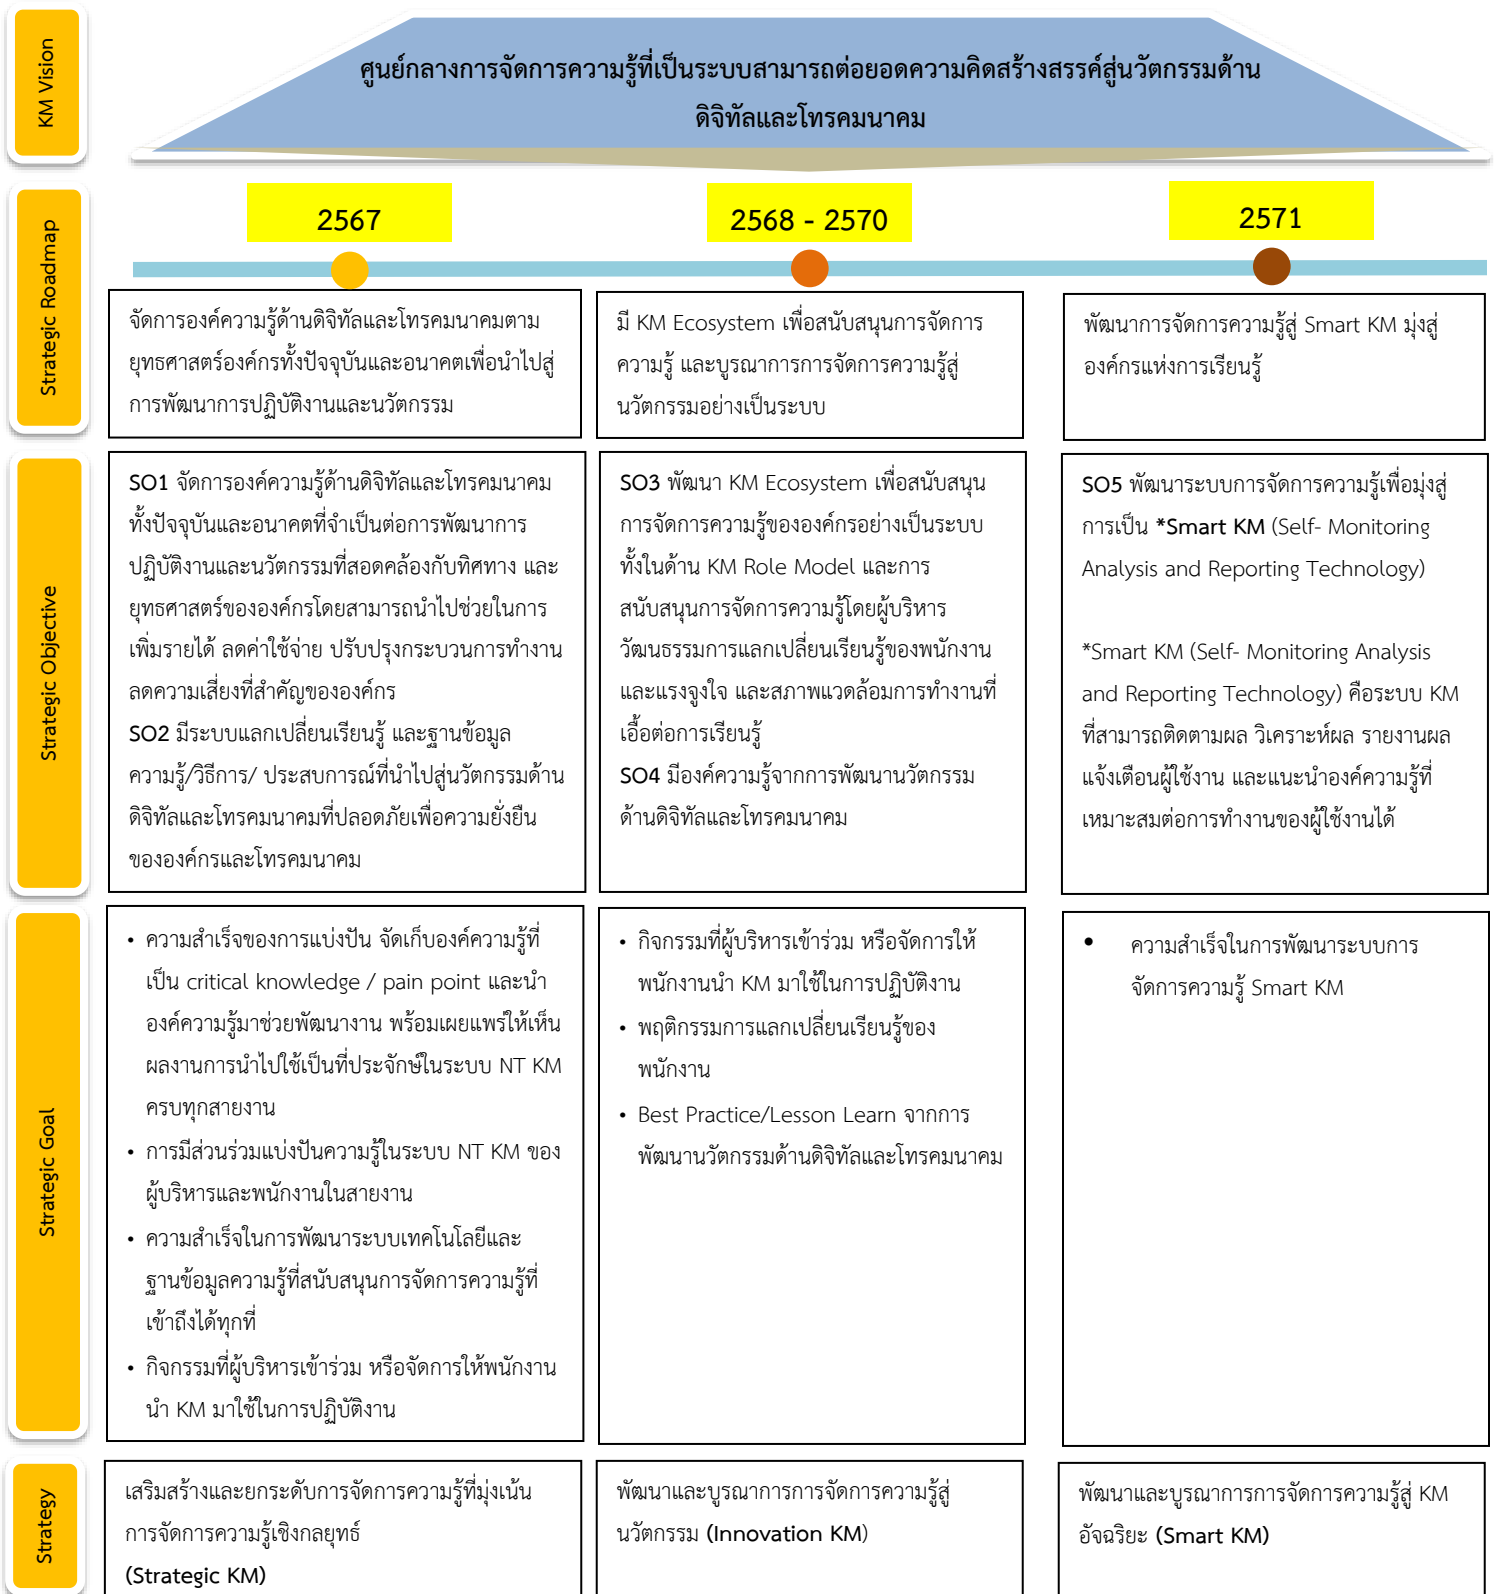 KM Vision
ศูนย์กลางการจัดการความรู้ที่เป็นระบบสามารถต่อยอดความคิดสร้างสรรค์สู่นวัตกรรมด้าน
ดิจิทัลและโทรคมนาคม
Strategic Roadmap
2567
2568 - 2570
2571
จัดการองค์ความรู้ด้านดิจิทัลและโทรคมนาคมตาม
ยุทธศาสตร์องค์กรทั้งปัจจุบันและอนาคตเพื่อนำไปสู่
การพัฒนาการปฏิบัติงานและนวัตกรรม
มี KM Ecosystem เพื่อสนับสนุนการจัดการ
ความรู้ และบูรณาการการจัดการความรู้สู่
นวัตกรรมอย่างเป็นระบบ
พัฒนาการจัดการความรู้สู่ Smart KM มุ่งสู่
องค์กรแห่งการเรียนรู้
Strategic Objective
SO1 จัดการองค์ความรู้ด้านดิจิทัลและโทรคมนาคม
ทั้งปัจจุบันและอนาคตที่จำเป็นต่อการพัฒนาการ
ปฏิบัติงานและนวัตกรรมที่สอดคล้องกับทิศทาง และ
ยุทธศาสตร์ขององค์กรโดยสามารถนำไปช่วยในการ
เพิ่มรายได้ ลดค่าใช้จ่าย ปรับปรุงกระบวนการทำงาน
ลดความเสี่ยงที่สำคัญขององค์กร
SO2 มีระบบแลกเปลี่ยนเรียนรู้ และฐานข้อมูล
ความรู้/วิธีการ/ ประสบการณ์ที่นำไปสู่นวัตกรรมด้าน
ดิจิทัลและโทรคมนาคมที่ปลอดภัยเพื่อความยั่งยืน
ขององค์กรและโทรคมนาคม
SO3 พัฒนา KM Ecosystem เพื่อสนับสนุน
การจัดการความรู้ขององค์กรอย่างเป็นระบบ
ทั้งในด้าน KM Role Model และการ
สนับสนุนการจัดการความรู้โดยผู้บริหาร
วัฒนธรรมการแลกเปลี่ยนเรียนรู้ของพนักงาน
และแรงจูงใจ และสภาพแวดล้อมการทำงานที่
เอื้อต่อการเรียนรู้
SO4 มีองค์ความรู้จากการพัฒนานวัตกรรม
ด้านดิจิทัลและโทรคมนาคม
SO5 พัฒนาระบบการจัดการความรู้เพื่อมุ่งสู่
การเป็น *Smart KM (Self- Monitoring
Analysis and Reporting Technology)
*Smart KM (Self- Monitoring Analysis
and Reporting Technology) คือระบบ KM
ที่สามารถติดตามผล วิเคราะห์ผล รายงานผล
แจ้งเตือนผู้ใช้งาน และแนะนำองค์ความรู้ที่
เหมาะสมต่อการทำงานของผู้ใช้งานได้
Strategic Goal
• ความสำเร็จของการแบ่งปัน จัดเก็บองค์ความรู้ที่
เป็น critical knowledge / pain point และนำ
องค์ความรู้มาช่วยพัฒนางาน พร้อมเผยแพร่ให้เห็น
ผลงานการนำไปใช้เป็นที่ประจักษ์ในระบบ NT KM
ครบทุกสายงาน
• การมีส่วนร่วมแบ่งปันความรู้ในระบบ NT KM ของ
ผู้บริหารและพนักงานในสายงาน
• ความสำเร็จในการพัฒนาระบบเทคโนโลยีและ
ฐานข้อมูลความรู้ที่สนับสนุนการจัดการความรู้ที่
เข้าถึงได้ทุกที่
• กิจกรรมที่ผู้บริหารเข้าร่วม หรือจัดการให้พนักงาน
นำ KM มาใช้ในการปฏิบัติงาน
• กิจกรรมที่ผู้บริหารเข้าร่วม หรือจัดการให้
พนักงานนำ KM มาใช้ในการปฏิบัติงาน
• พฤติกรรมการแลกเปลี่ยนเรียนรู้ของ
พนักงาน
• Best Practice/Lesson Learn จากการ
พัฒนานวัตกรรมด้านดิจิทัลและโทรคมนาคม
• ความสำเร็จในการพัฒนาระบบการ
จัดการความรู้ Smart KM
Strategy
เสริมสร้างและยกระดับการจัดการความรู้ที่มุ่งเน้น
การจัดการความรู้เชิงกลยุทธ์
(Strategic KM)
พัฒนาและบูรณาการการจัดการความรู้สู่
นวัตกรรม (Innovation KM)
พัฒนาและบูรณาการการจัดการความรู้สู่ KM
อัจฉริยะ (Smart KM)